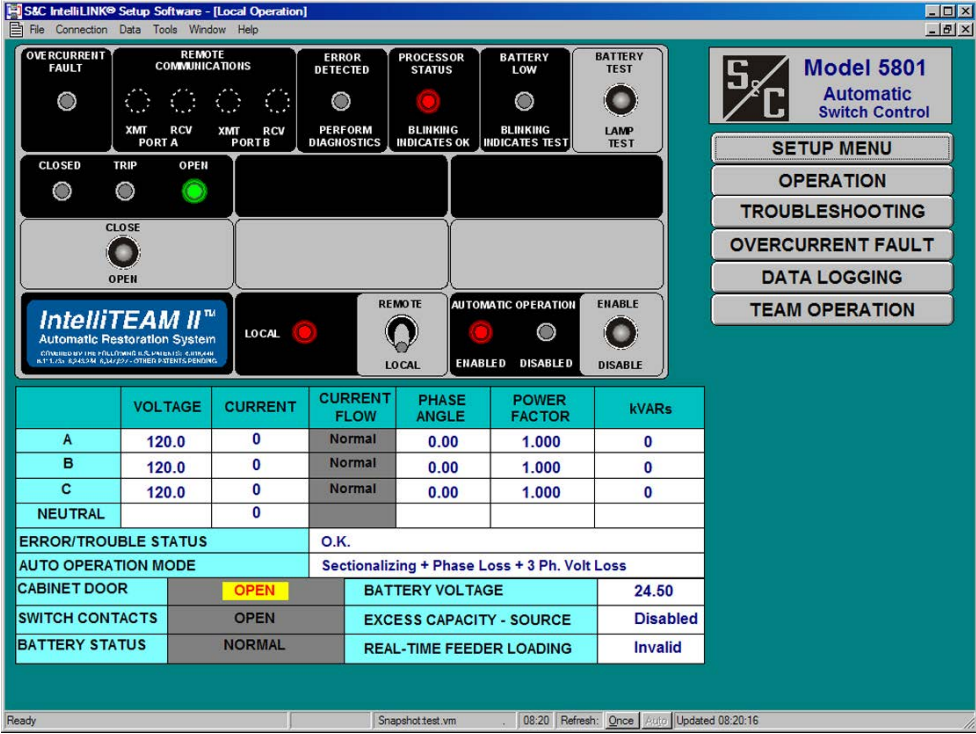 S&C IntelliLINK® Setup Software - [Local Operation]
File Connection Data Tools Window Help
OVERCURRENT FAULT
REMOTE COMMUNICATIONS
XMT RCV XMT RCV
PORT A PORT B
ERROR DETECTED
PERFORM DIAGNOSTICS
PROCESSOR STATUS
BLINKING INDICATES OK
BATTERY LOW
BLINKING INDICATES TEST
BATTERY TEST
LAMP TEST
CLOSED TRIP OPEN
CLOSE
OPEN
IntelliTEAM II™
Automatic Restoration System
LOCAL
REMOTE
LOCAL
AUTOMATIC OPERATION
ENABLED DISABLED
ENABLE
DISABLE
S&C
Model 5801
Automatic
Switch Control
SETUP MENU
OPERATION
TROUBLESHOOTING
OVERCURRENT FAULT
DATA LOGGING
TEAM OPERATION
VOLTAGE CURRENT CURRENT FLOW PHASE ANGLE POWER FACTOR kVARs
A 120.0 0 Normal 0.00 1.000 0
B 120.0 0 Normal 0.00 1.000 0
C 120.0 0 Normal 0.00 1.000 0
NEUTRAL 0
ERROR/TROUBLE STATUS O.K.
AUTO OPERATION MODE Sectionalizing + Phase Loss + 3 Ph. Volt Loss
CABINET DOOR OPEN BATTERY VOLTAGE 24.50
SWITCH CONTACTS OPEN EXCESS CAPACITY - SOURCE Disabled
BATTERY STATUS NORMAL REAL-TIME FEEDER LOADING Invalid
Ready Snapshot:test.vm . 08:20 Refresh: Once Auto Updated 08:20:16